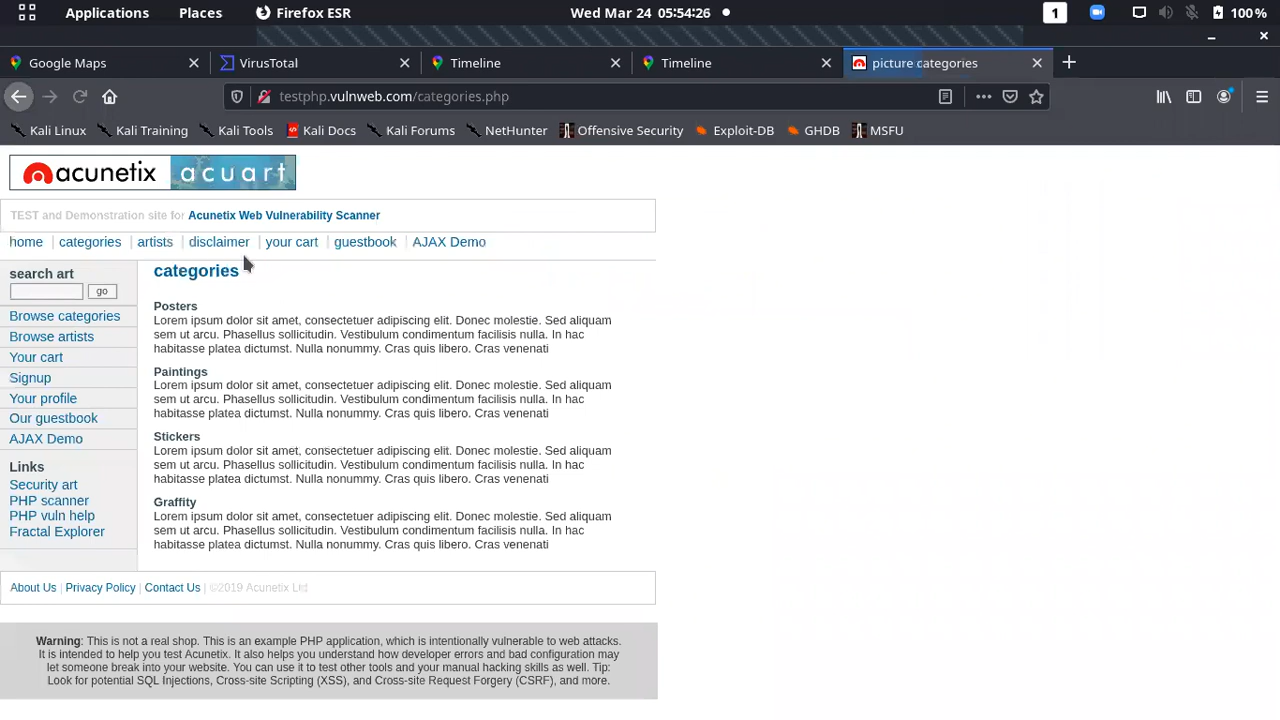 Applications Places Firefox ESR Wed Mar 24 05:54:26 1 100%
Google Maps VirusTotal Timeline Timeline picture categories
testphp.vulnweb.com/categories.php
Kali Linux Kali Training Kali Tools Kali Docs Kali Forums NetHunter Offensive Security Exploit-DB GHDB MSFU
acunetix acuart
TEST and Demonstration site for Acunetix Web Vulnerability Scanner
home | categories | artists | disclaimer | your cart | guestbook | AJAX Demo
search art
go
Browse categories
Browse artists
Your cart
Signup
Your profile
Our guestbook
AJAX Demo
Links
Security art
PHP scanner
PHP vuln help
Fractal Explorer
categories
Posters
Lorem ipsum dolor sit amet, consectetuer adipiscing elit. Donec molestie. Sed aliquam
sem ut arcu. Phasellus sollicitudin. Vestibulum condimentum facilisis nulla. In hac
habitasse platea dictumst. Nulla nonummy. Cras quis libero. Cras venenati
Paintings
Lorem ipsum dolor sit amet, consectetuer adipiscing elit. Donec molestie. Sed aliquam
sem ut arcu. Phasellus sollicitudin. Vestibulum condimentum facilisis nulla. In hac
habitasse platea dictumst. Nulla nonummy. Cras quis libero. Cras venenati
Stickers
Lorem ipsum dolor sit amet, consectetuer adipiscing elit. Donec molestie. Sed aliquam
sem ut arcu. Phasellus sollicitudin. Vestibulum condimentum facilisis nulla. In hac
habitasse platea dictumst. Nulla nonummy. Cras quis libero. Cras venenati
Graffity
Lorem ipsum dolor sit amet, consectetuer adipiscing elit. Donec molestie. Sed aliquam
sem ut arcu. Phasellus sollicitudin. Vestibulum condimentum facilisis nulla. In hac
habitasse platea dictumst. Nulla nonummy. Cras quis libero. Cras venenati
About Us | Privacy Policy | Contact Us | ©2019 Acunetix Ltd
Warning: This is not a real shop. This is an example PHP application, which is intentionally vulnerable to web attacks.
It is intended to help you test Acunetix. It also helps you understand how developer errors and bad configuration may
let someone break into your website. You can use it to test other tools and your manual hacking skills as well. Tip:
Look for potential SQL Injections, Cross-site Scripting (XSS), and Cross-site Request Forgery (CSRF), and more.